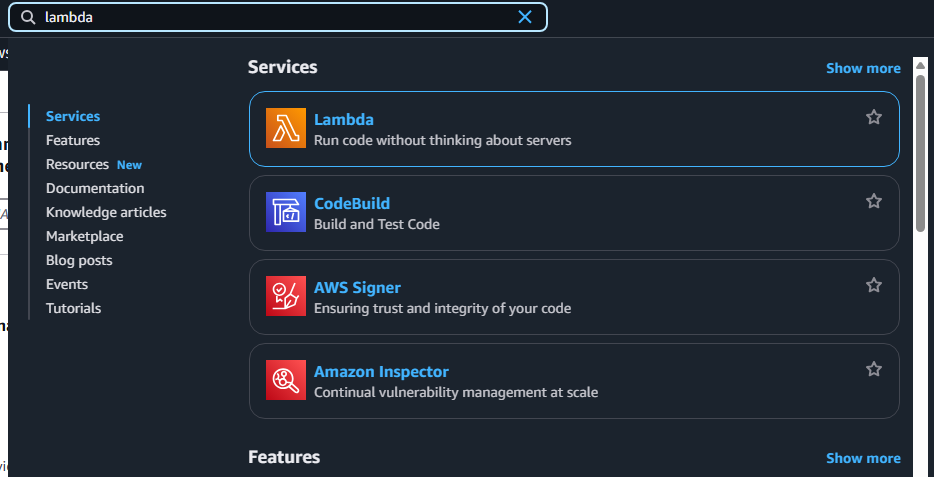 lambda
Services
Show more
Services
Features
Resources New
Documentation
Knowledge articles
Marketplace
Blog posts
Events
Tutorials
Lambda
Run code without thinking about servers
CodeBuild
Build and Test Code
AWS Signer
Ensuring trust and integrity of your code
Amazon Inspector
Continual vulnerability management at scale
Features
Show more